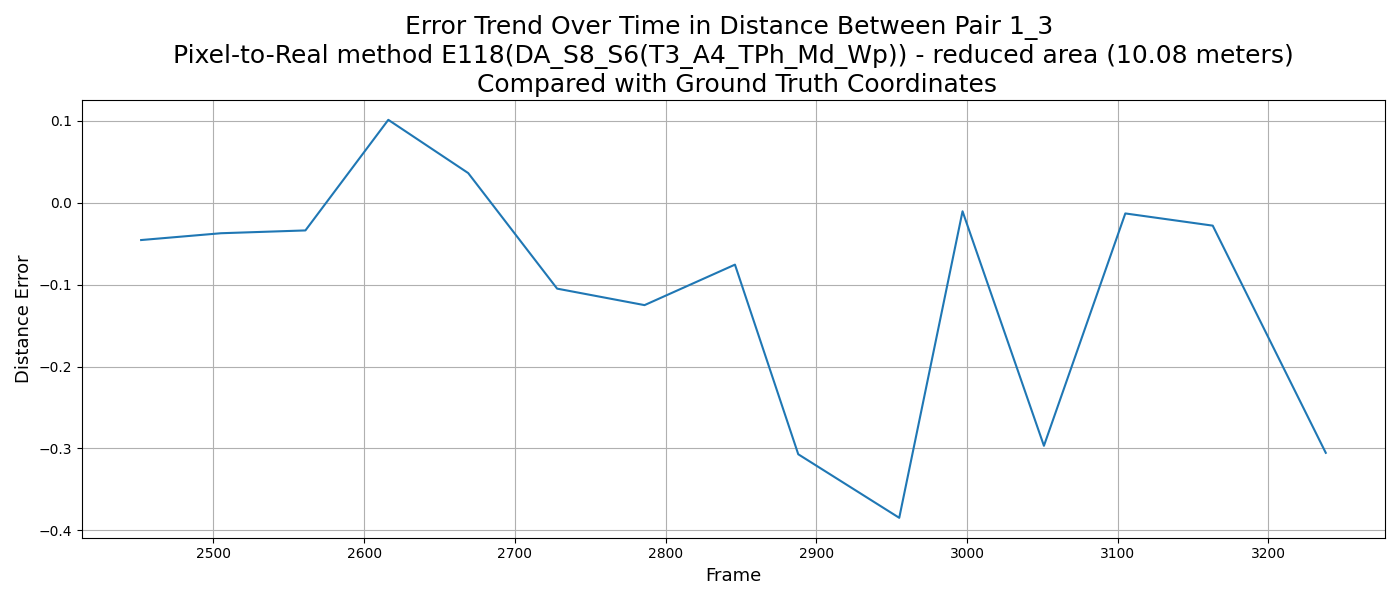 Error Trend Over Time in Distance Between Pair 1_3
Pixel-to-Real method E118(DA_S8_S6(T3_A4_TPh_Md_Wp)) - reduced area (10.08 meters)
Compared with Ground Truth Coordinates
Distance Error
0.1
0.0
−0.1
−0.2
−0.3
−0.4
2500 2600 2700 2800 2900 3000 3100 3200
Frame